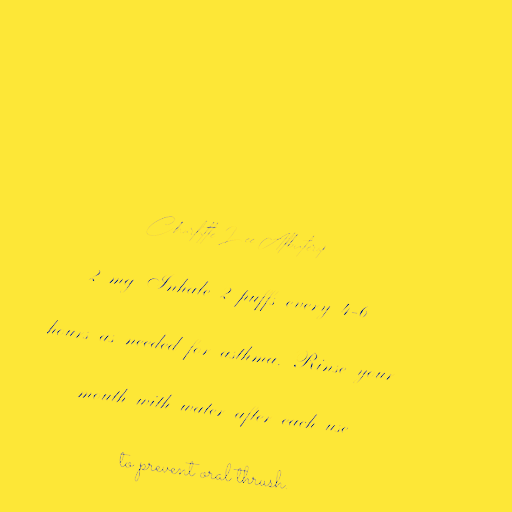 2 mg Inhale 2 puffs every 4-6
hours as needed for asthma. Rinse your
mouth with water after each use
to prevent oral thrush.